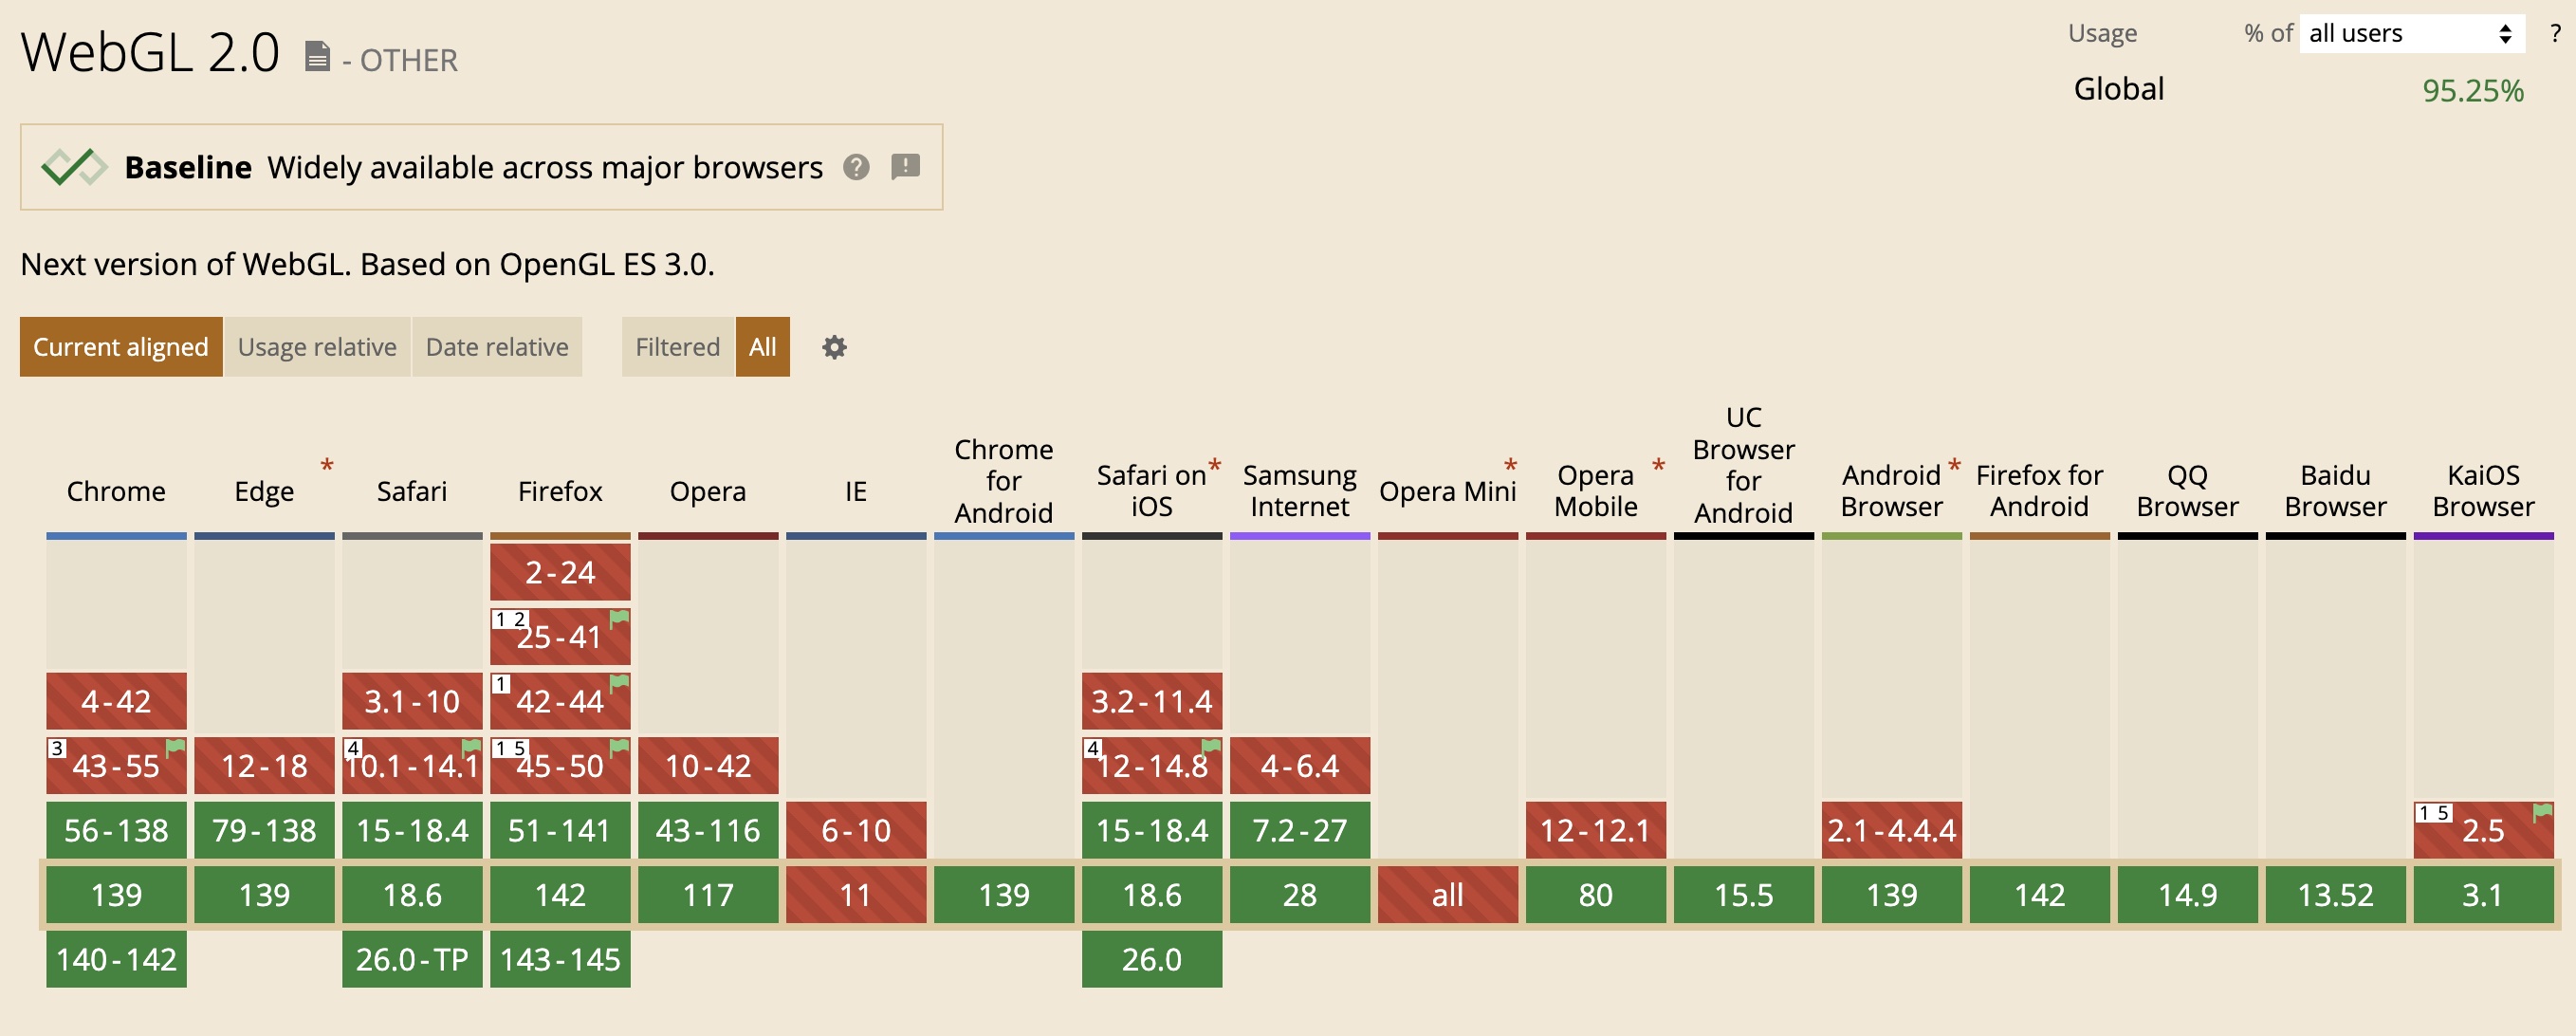 WebGL 2.0 - OTHER
Usage % of all users ?
Global 95.25%
Baseline Widely available across major browsers ? !
Next version of WebGL. Based on OpenGL ES 3.0.
Current aligned Usage relative Date relative Filtered All
Chrome
Edge *
Safari
Firefox
Opera
IE
Chrome
for
Android
Safari on *
iOS
Samsung
Internet
Opera Mini *
Opera *
Mobile
UC
Browser
for
Android
Android *
Browser
Firefox for
Android
QQ
Browser
Baidu
Browser
KaiOS
Browser
2-24
1 2 25-41
4-42 3.1-10 1 42-44 3.2-11.4
3 43-55 12-18 4 10.1-14.1 1 5 45-50 10-42 4 12-14.8 4-6.4
56-138 79-138 15-18.4 51-141 43-116 6-10 15-18.4 7.2-27 12-12.1 2.1-4.4.4 1 5 2.5
139 139 18.6 142 117 11 139 18.6 28 all 80 15.5 139 142 14.9 13.52 3.1
140-142 26.0-TP 143-145 26.0